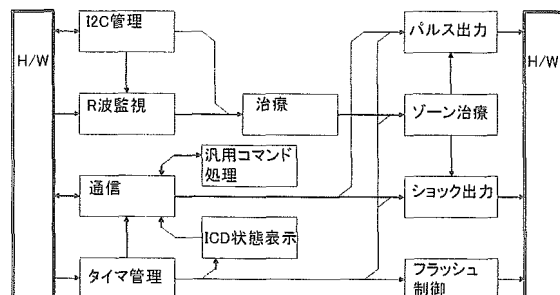 I2C管理
パルス出力
H/W
H/W
R波監視
治療
ゾーン治療
汎用コマンド
処理
通信
ショック出力
ICD状態表示
タイマ管理
フラッシュ
制御